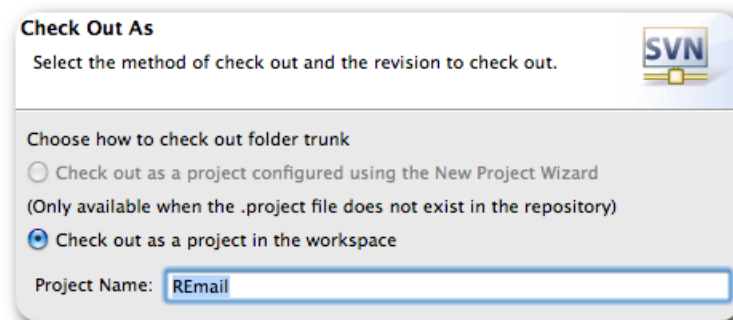 Check Out As
Select the method of check out and the revision to check out.
SVN
Choose how to check out folder trunk
Check out as a project configured using the New Project Wizard
(Only available when the .project file does not exist in the repository)
Check out as a project in the workspace
Project Name: REmail